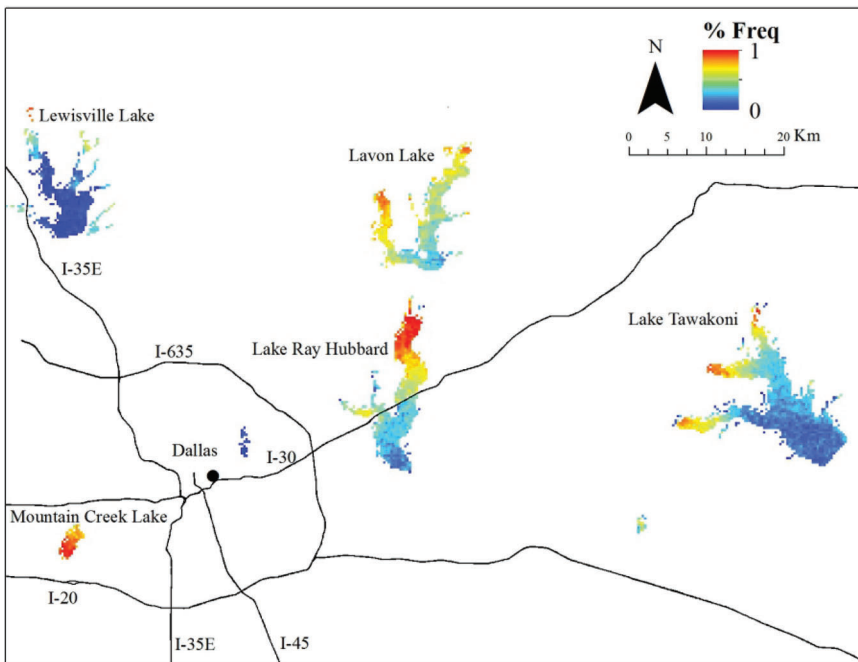 % Freq
1
0
N
0 5 10 20 Km
Lewisville Lake
Lavon Lake
I-35E
Lake Ray Hubbard
Lake Tawakoni
I-635
Dallas
I-30
Mountain Creek Lake
I-20
I-35E
I-45